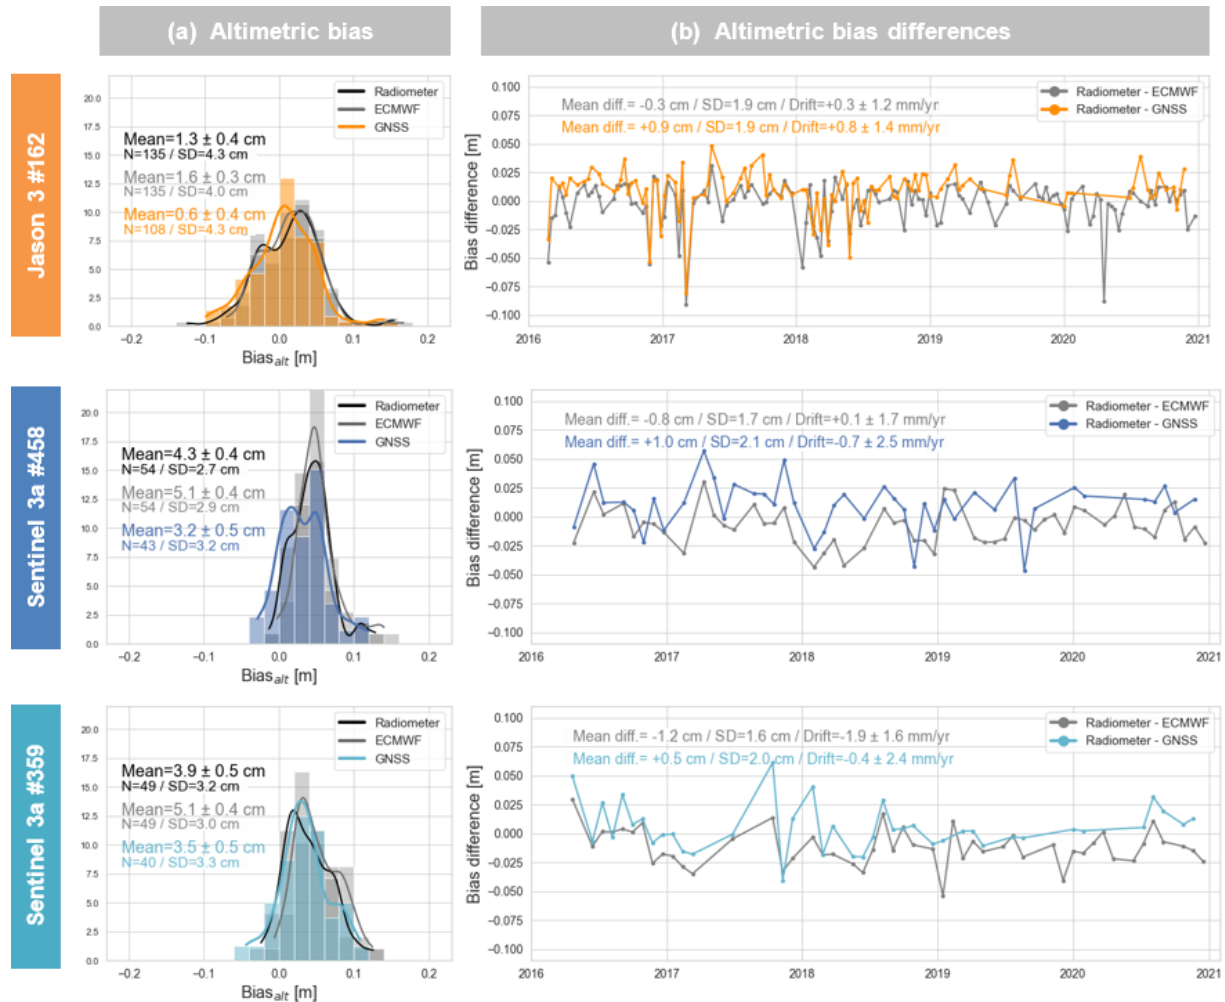 (a) Altimetric bias
(b) Altimetric bias differences
Jason 3 #162
20.0
17.5
15.0
12.5
10.0
7.5
5.0
2.5
0.0
Radiometer
ECMWF
GNSS
Mean=1.3 ± 0.4 cm
N=135 / SD=4.3 cm
Mean=1.6 ± 0.3 cm
N=135 / SD=4.0 cm
Mean=0.6 ± 0.4 cm
N=108 / SD=4.3 cm
−0.2 −0.1 0.0 0.1 0.2
Bias alt [m]
Bias difference [m]
0.100
0.075
0.050
0.025
0.000
−0.025
−0.050
−0.075
−0.100
Mean diff.= -0.3 cm / SD=1.9 cm / Drift=+0.3 ± 1.2 mm/yr
Mean diff.= +0.9 cm / SD=1.9 cm / Drift=+0.8 ± 1.4 mm/yr
Radiometer - ECMWF
Radiometer - GNSS
2016 2017 2018 2019 2020 2021
Sentinel 3a #458
20.0
17.5
15.0
12.5
10.0
7.5
5.0
2.5
0.0
Radiometer
ECMWF
GNSS
Mean=4.3 ± 0.4 cm
N=54 / SD=2.7 cm
Mean=5.1 ± 0.4 cm
N=54 / SD=2.9 cm
Mean=3.2 ± 0.5 cm
N=43 / SD=3.2 cm
−0.2 −0.1 0.0 0.1 0.2
Bias alt [m]
Bias difference [m]
0.100
0.075
0.050
0.025
0.000
−0.025
−0.050
−0.075
−0.100
Mean diff.= -0.8 cm / SD=1.7 cm / Drift=+0.1 ± 1.7 mm/yr
Mean diff.= +1.0 cm / SD=2.1 cm / Drift=-0.7 ± 2.5 mm/yr
Radiometer - ECMWF
Radiometer - GNSS
2016 2017 2018 2019 2020 2021
Sentinel 3a #359
20.0
17.5
15.0
12.5
10.0
7.5
5.0
2.5
0.0
Radiometer
ECMWF
GNSS
Mean=3.9 ± 0.5 cm
N=49 / SD=3.2 cm
Mean=5.1 ± 0.4 cm
N=49 / SD=3.0 cm
Mean=3.5 ± 0.5 cm
N=40 / SD=3.3 cm
−0.2 −0.1 0.0 0.1 0.2
Bias alt [m]
Bias difference [m]
0.100
0.075
0.050
0.025
0.000
−0.025
−0.050
−0.075
−0.100
Mean diff.= -1.2 cm / SD=1.6 cm / Drift=-1.9 ± 1.6 mm/yr
Mean diff.= +0.5 cm / SD=2.0 cm / Drift=-0.4 ± 2.4 mm/yr
Radiometer - ECMWF
Radiometer - GNSS
2016 2017 2018 2019 2020 2021